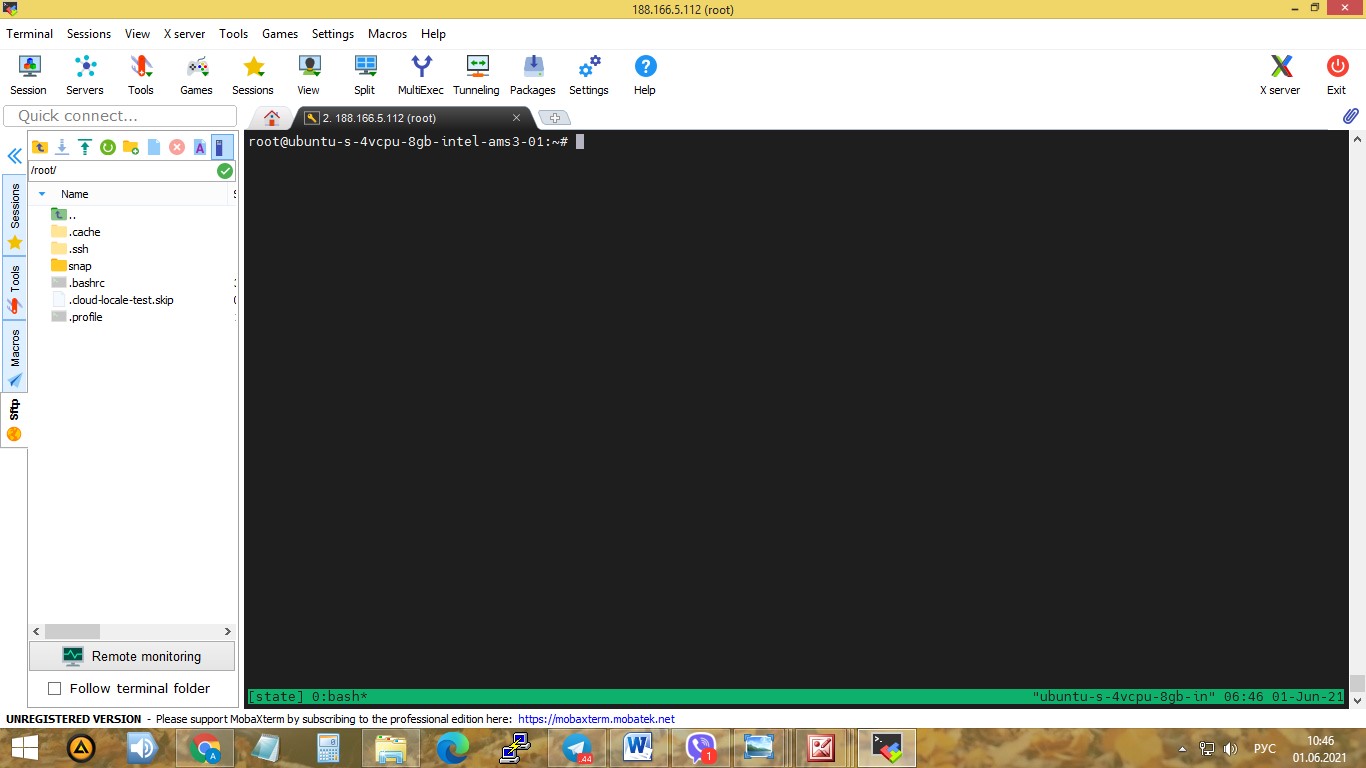 188.166.5.112 (root)
Terminal Sessions View X server Tools Games Settings Macros Help
Session Servers Tools Games Sessions View Split MultiExec Tunneling Packages Settings Help X server Exit
Quick connect...
2. 188.166.5.112 (root)
/root/
Name
..
.cache
.ssh
snap
.bashrc
.cloud-locale-test.skip
.profile
Sessions
Tools
Macros
Sftp
root@ubuntu-s-4vcpu-8gb-intel-ams3-01:~#
Remote monitoring
Follow terminal folder
[state] 0:bash* "ubuntu-s-4vcpu-8gb-in" 06:46 01-Jun-21
UNREGISTERED VERSION - Please support MobaXterm by subscribing to the professional edition here: https://mobaxterm.mobatek.net
44
1
РУС
10:46
01.06.2021